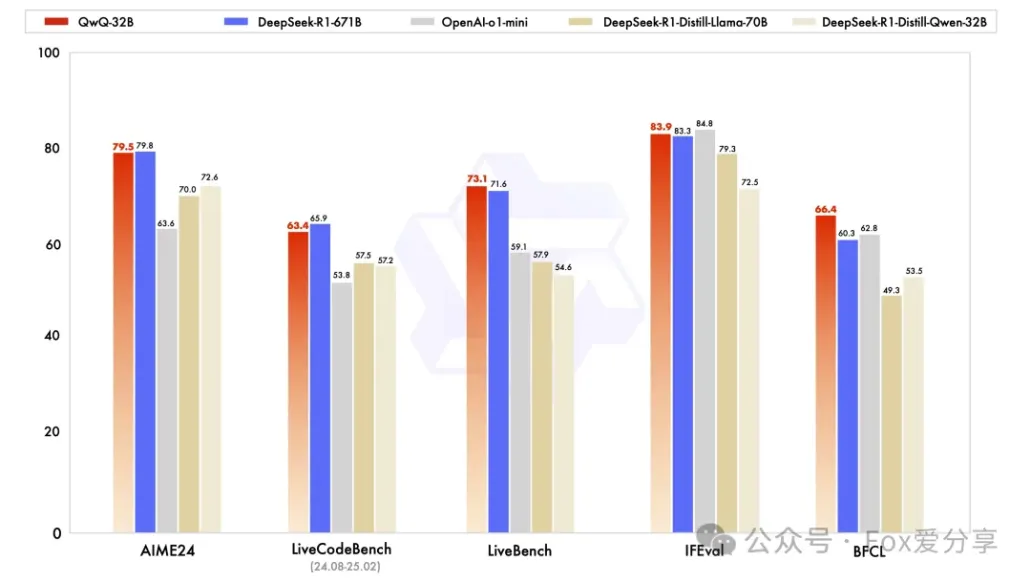 QwQ-32B DeepSeek-R1-671B OpenAI-o1-mini DeepSeek-R1-Distill-Llama-70B DeepSeek-R1-Distill-Qwen-32B
100
80
60
40
20
0
79.5 79.8 63.6 70.0 72.6
63.4 65.9 53.8 57.5 57.2
73.1 71.6 59.1 57.9 54.6
83.9 83.3 84.8 79.3 72.5
66.4 60.3 62.8 49.3 53.5
AIME24 LiveCodeBench LiveBench IFEval BFCL
(24.08-25.02)
公众号 · Fox爱分享